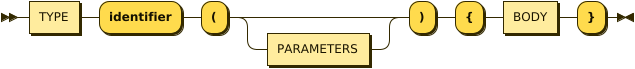 TYPE identifier ( ) { BODY }
PARAMETERS